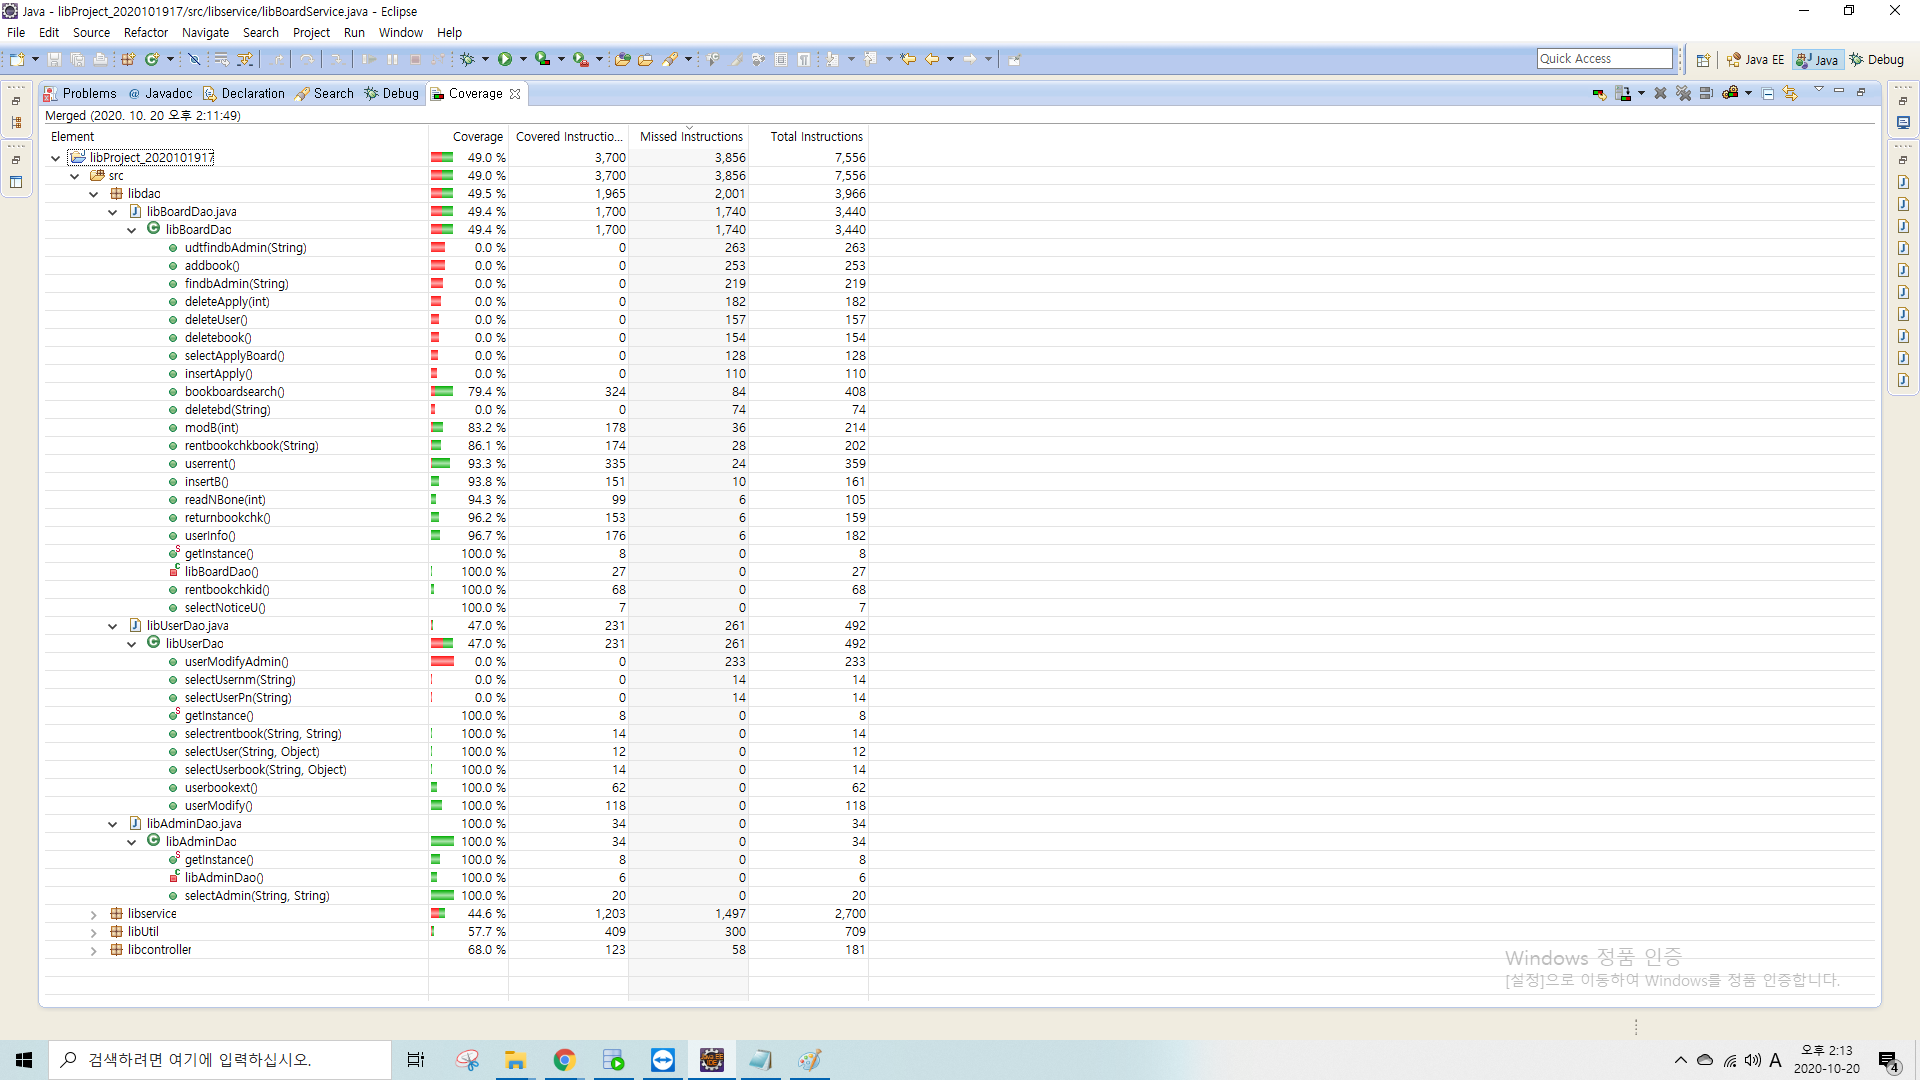 Java - libProject_2020101917/src/libservice/libBoardService.java - Eclipse
File Edit Source Refactor Navigate Search Project Run Window Help
Quick Access Java EE Java Debug
Problems @ Javadoc Declaration Search Debug Coverage
Merged (2020. 10. 20 오후 2:11:49)
Element Coverage Covered Instructio... Missed Instructions Total Instructions
libProject_2020101917 49.0 % 3,700 3,856 7,556
src 49.0 % 3,700 3,856 7,556
libdao 49.5 % 1,965 2,001 3,966
libBoardDao.java 49.4 % 1,700 1,740 3,440
libBoardDao 49.4 % 1,700 1,740 3,440
udtfindbAdmin(String) 0.0 % 0 263 263
addbook() 0.0 % 0 253 253
findbAdmin(String) 0.0 % 0 219 219
deleteApply(int) 0.0 % 0 182 182
deleteUser() 0.0 % 0 157 157
deletebook() 0.0 % 0 154 154
selectApplyBoard() 0.0 % 0 128 128
insertApply() 0.0 % 0 110 110
bookboardsearch() 79.4 % 324 84 408
deletebd(String) 0.0 % 0 74 74
modB(int) 83.2 % 178 36 214
rentbookchkbook(String) 86.1 % 174 28 202
userrent() 93.3 % 335 24 359
insertB() 93.8 % 151 10 161
readNBone(int) 94.3 % 99 6 105
returnbookchk() 96.2 % 153 6 159
userInfo() 96.7 % 176 6 182
getInstance() 100.0 % 8 0 8
libBoardDao() 100.0 % 27 0 27
rentbookchkid() 100.0 % 68 0 68
selectNoticeU() 100.0 % 7 0 7
libUserDao.java 47.0 % 231 261 492
libUserDao 47.0 % 231 261 492
userModifyAdmin() 0.0 % 0 233 233
selectUsernm(String) 0.0 % 0 14 14
selectUserPn(String) 0.0 % 0 14 14
getInstance() 100.0 % 8 0 8
selectrentbook(String, String) 100.0 % 14 0 14
selectUser(String, Object) 100.0 % 12 0 12
selectUserbook(String, Object) 100.0 % 14 0 14
userbookext() 100.0 % 62 0 62
userModify() 100.0 % 118 0 118
libAdminDao.java 100.0 % 34 0 34
libAdminDao 100.0 % 34 0 34
getInstance() 100.0 % 8 0 8
libAdminDao() 100.0 % 6 0 6
selectAdmin(String, String) 100.0 % 20 0 20
libservice 44.6 % 1,203 1,497 2,700
libUtil 57.7 % 409 300 709
libcontroller 68.0 % 123 58 181
Windows 정품 인증
[설정]으로 이동하여 Windows를 정품 인증합니다.
검색하려면 여기에 입력하십시오.
A 오후 2:13
2020-10-20 4